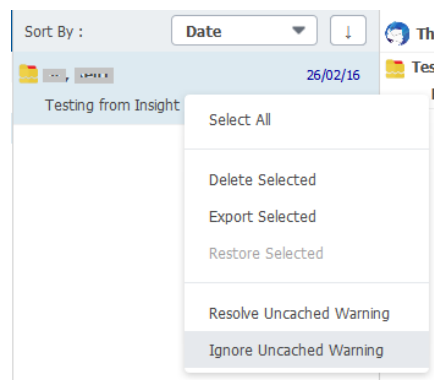 Sort By :
Date
↓
Th
26/02/16
Tes
Testing from Insight
Select All
Delete Selected
Export Selected
Restore Selected
Resolve Uncached Warning
Ignore Uncached Warning